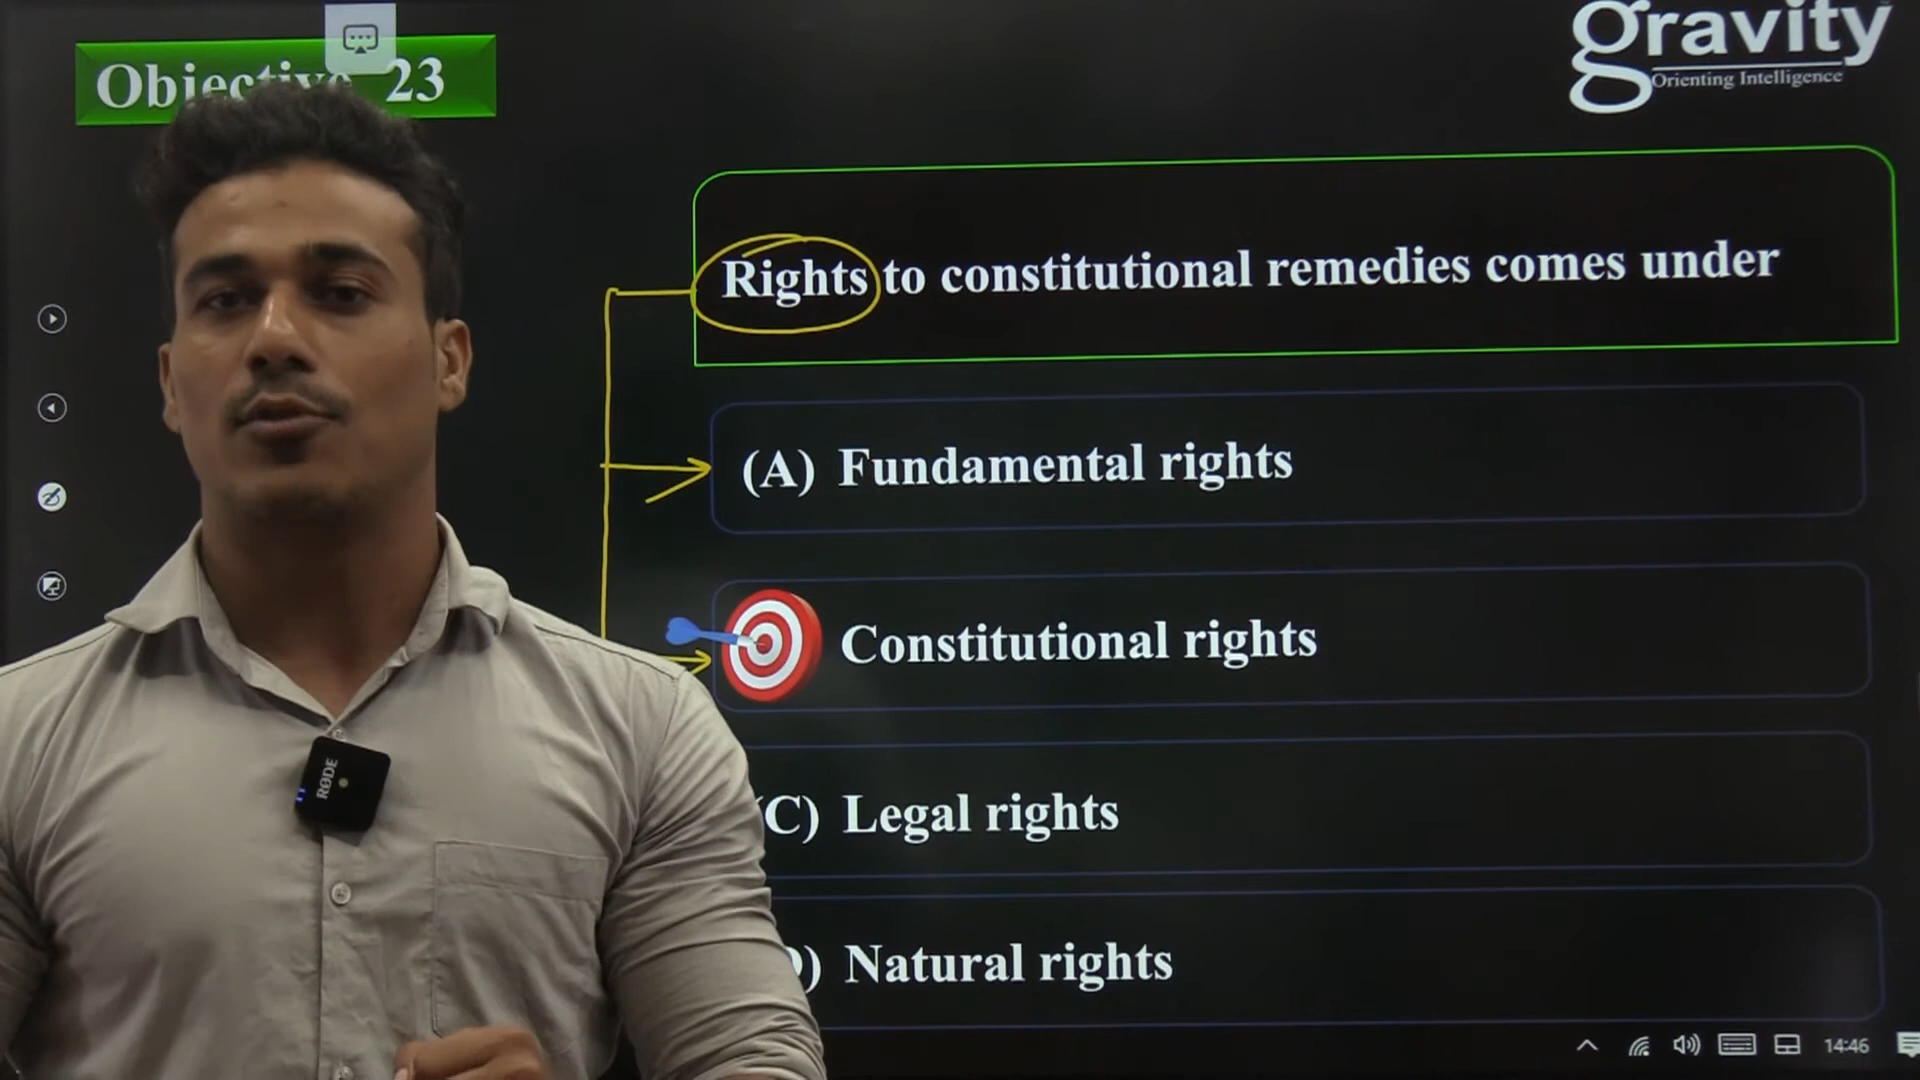 Objective 23
gravity
Orienting Intelligence
Rights to constitutional remedies comes under
(A) Fundamental rights
Constitutional rights
(C) Legal rights
D) Natural rights
RØDE
14:46